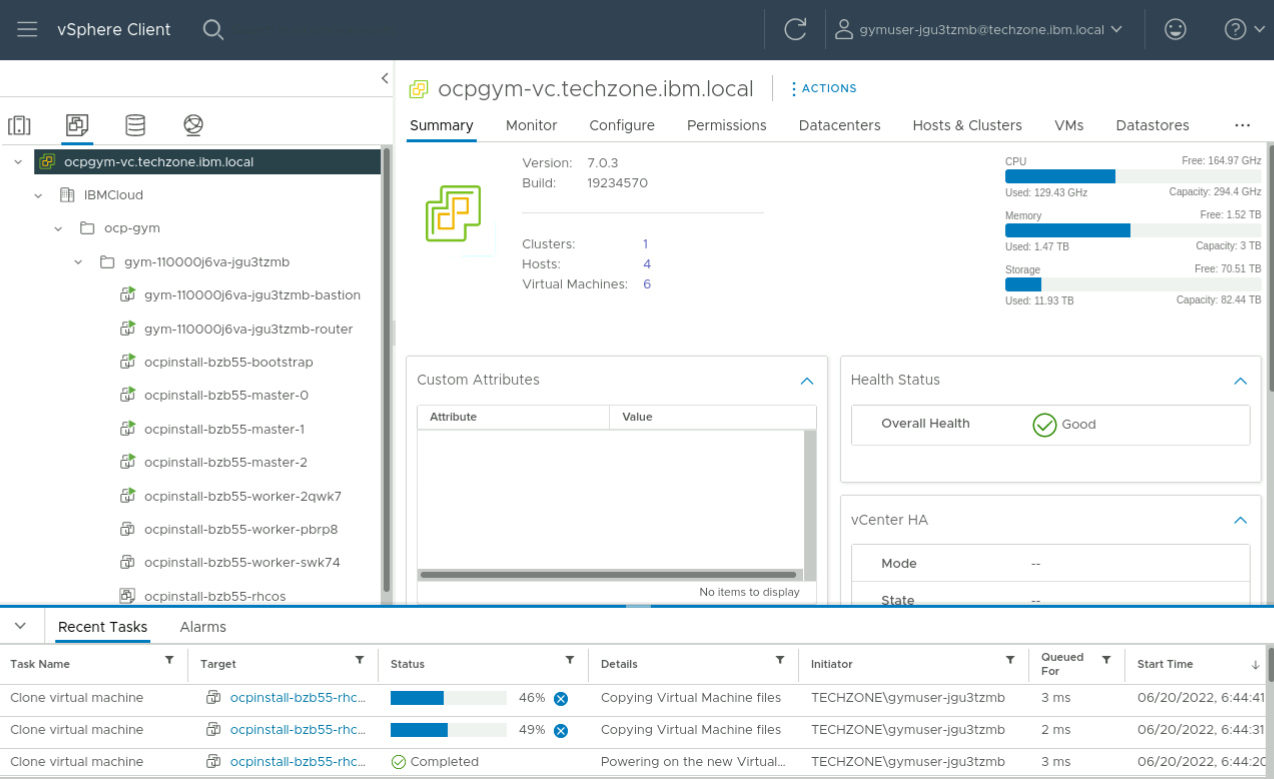 vSphere Client
gymuser-jgu3tzmb@techzone.ibm.local
ocpgym-vc.techzone.ibm.local
IBMCloud
ocp-gym
gym-110000j6va-jgu3tzmb
gym-110000j6va-jgu3tzmb-bastion
gym-110000j6va-jgu3tzmb-router
ocpinstall-bzb55-bootstrap
ocpinstall-bzb55-master-0
ocpinstall-bzb55-master-1
ocpinstall-bzb55-master-2
ocpinstall-bzb55-worker-2qwk7
ocpinstall-bzb55-worker-pbrp8
ocpinstall-bzb55-worker-swk74
ocpinstall-bzb55-rhcos
ocpgym-vc.techzone.ibm.local ACTIONS
Summary Monitor Configure Permissions Datacenters Hosts & Clusters VMs Datastores ...
Version: 7.0.3
Build: 19234570
Clusters: 1
Hosts: 4
Virtual Machines: 6
CPU Free: 164.97 GHz
Used: 129.43 GHz Capacity: 294.4 GHz
Memory Free: 1.52 TB
Used: 1.47 TB Capacity: 3 TB
Storage Free: 70.51 TB
Used: 11.93 TB Capacity: 82.44 TB
Custom Attributes
Attribute Value
No items to display
Health Status
Overall Health Good
vCenter HA
Mode --
State --
Recent Tasks Alarms
Task Name Target Status Details Initiator Queued For Start Time
Clone virtual machine ocpinstall-bzb55-rhc... 46% Copying Virtual Machine files TECHZONE\gymuser-jgu3tzmb 3 ms 06/20/2022, 6:44:41
Clone virtual machine ocpinstall-bzb55-rhc... 49% Copying Virtual Machine files TECHZONE\gymuser-jgu3tzmb 2 ms 06/20/2022, 6:44:31
Clone virtual machine ocpinstall-bzb55-rhc... Completed Powering on the new Virtual... TECHZONE\gymuser-jgu3tzmb 3 ms 06/20/2022, 6:44:20